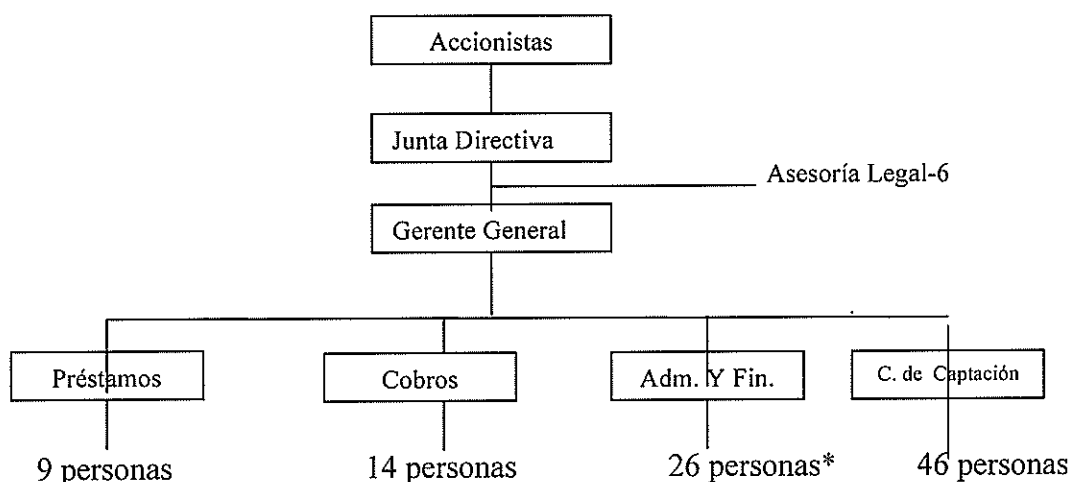 Accionistas
Junta Directiva
Asesoría Legal-6
Gerente General
Préstamos
Cobros
Adm. Y Fin.
C. de Captación
9 personas
14 personas
26 personas*
46 personas